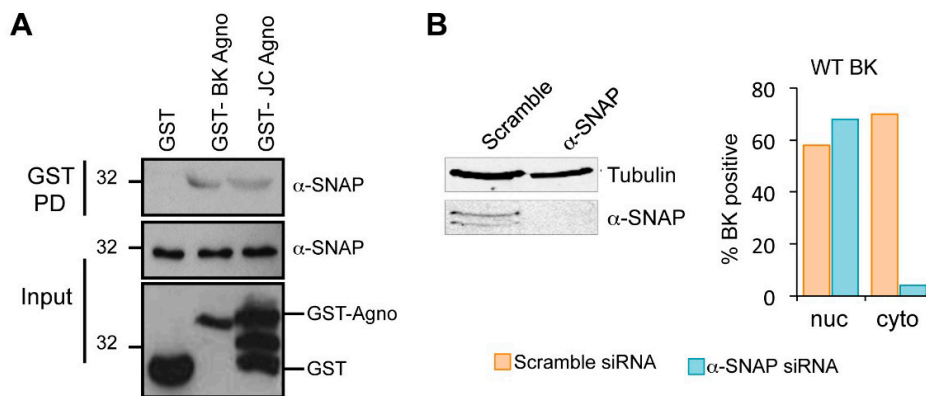 A
GST
GST- BK Agno
GST- JC Agno
GST
PD
32
α-SNAP
Input
32
α-SNAP
32
GST-Agno
GST
B
Scramble
α-SNAP
Tubulin
α-SNAP
WT BK
% BK positive
80
60
40
20
0
nuc
cyto
Scramble siRNA
α-SNAP siRNA